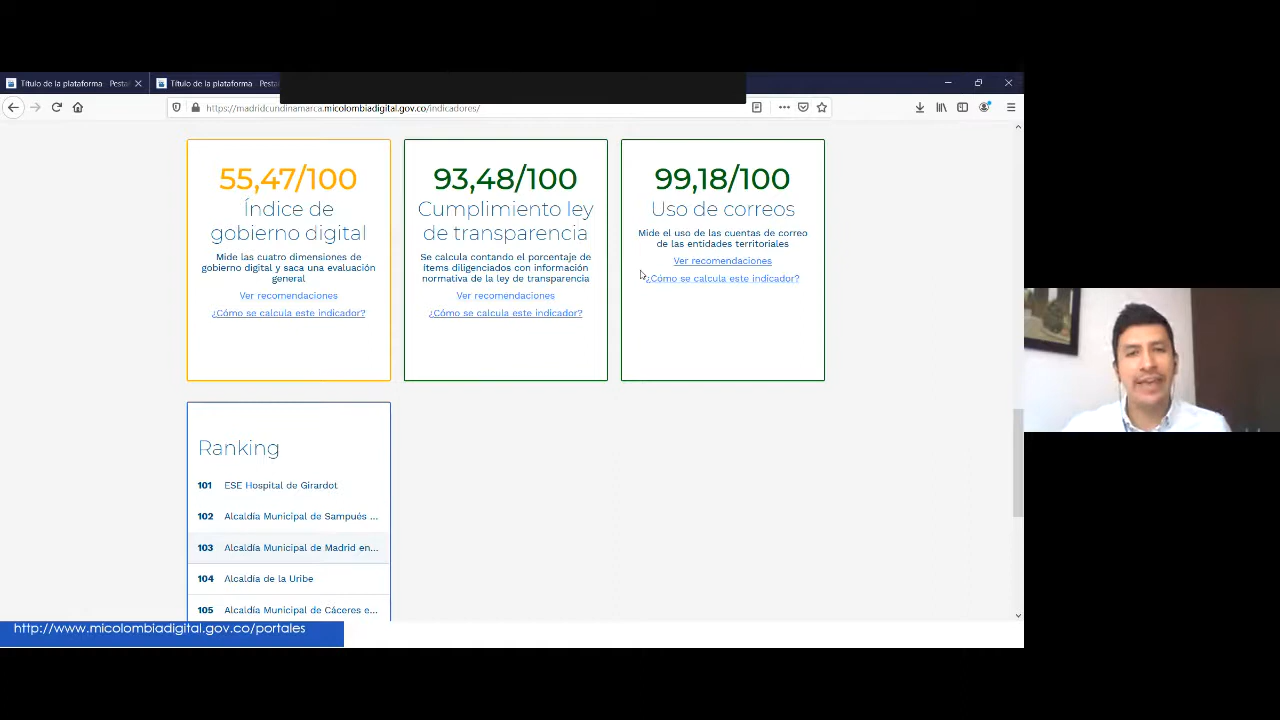 Título de la plataforma - Pesta
Título de la plataforma - Pesta
https://madridcundinamarca.micolombiadigital.gov.co/indicadores/
55,47/100
Índice de
gobierno digital
Mide las cuatro dimensiones de
gobierno digital y saca una evaluación
general
Ver recomendaciones
¿Cómo se calcula este indicador?
93,48/100
Cumplimiento ley
de transparencia
Se calcula contando el porcentaje de
items diligenciados con información
normativa de la ley de transparencia
Ver recomendaciones
¿Cómo se calcula este indicador?
99,18/100
Uso de correos
Mide el uso de las cuentas de correo
de las entidades territoriales
Ver recomendaciones
¿Cómo se calcula este indicador?
Ranking
101 ESE Hospital de Girardot
102 Alcaldía Municipal de Sampués ...
103 Alcaldía Municipal de Madrid en...
104 Alcaldía de la Uribe
105 Alcaldía Municipal de Cáceres e...
http://www.micolombiadigital.gov.co/portales